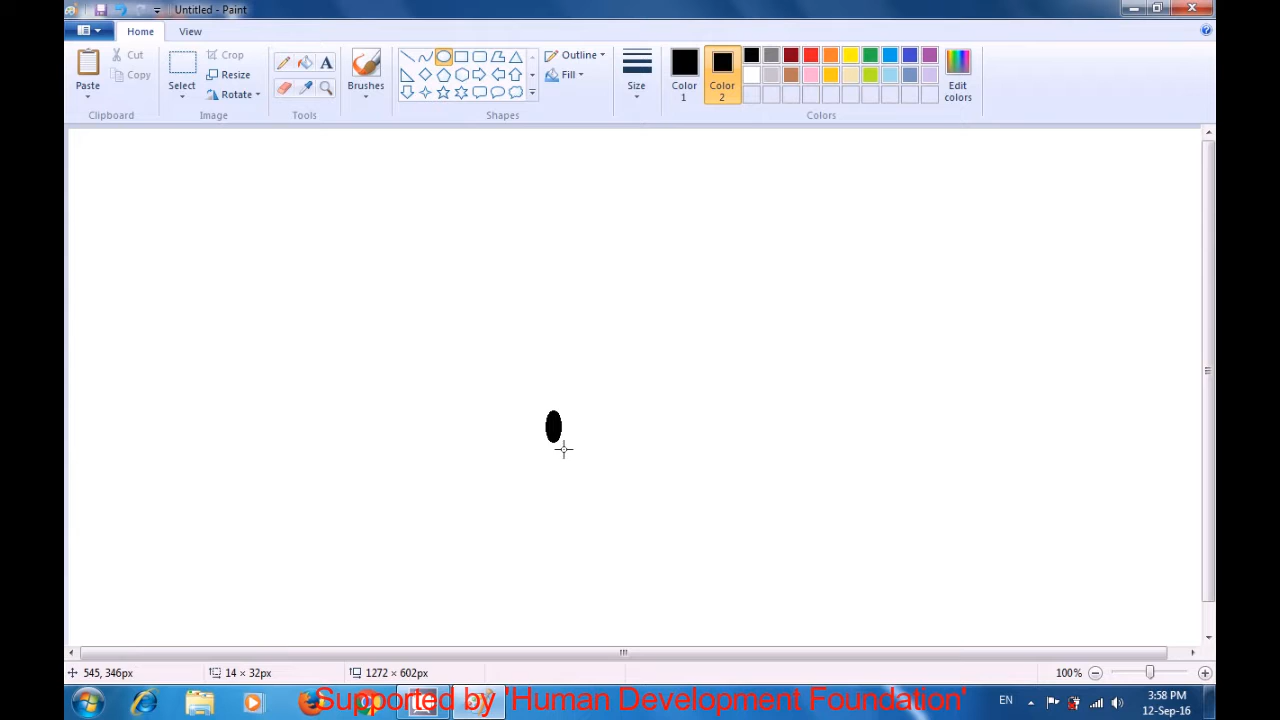 Untitled - Paint
Home View
Paste
Cut
Copy
Clipboard
Select
Crop
Resize
Rotate
Image
Tools
Brushes
Shapes
Outline
Fill
Size
Color 1
Color 2
Edit colors
Colors
545, 346px
14 × 32px
1272 × 602px
100%
Supported by 'Human Development Foundation'
EN
3:58 PM
12-Sep-16